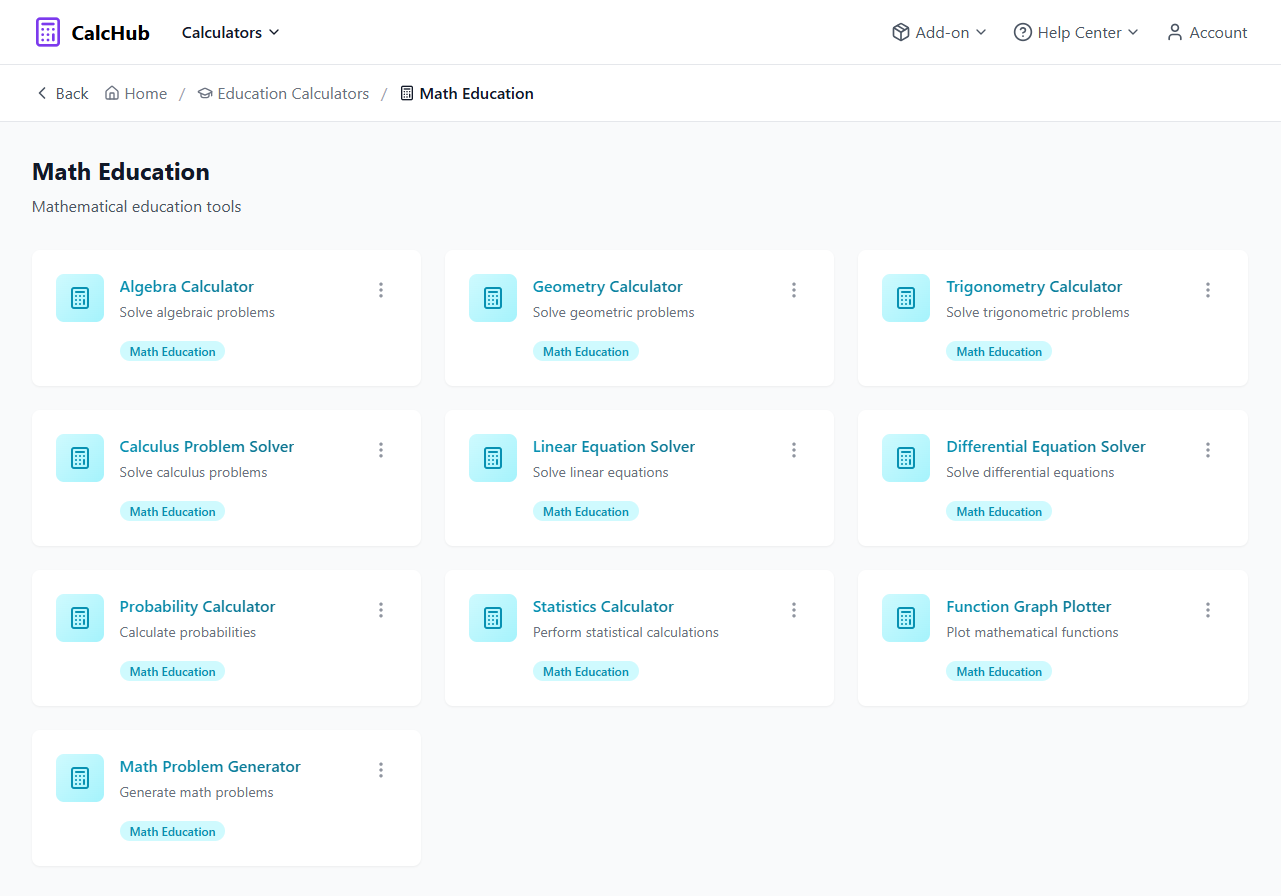 CalcHub Calculators Add-on Help Center Account
Back Home / Education Calculators / Math Education
Math Education
Mathematical education tools
Algebra Calculator
Solve algebraic problems
Math Education
Geometry Calculator
Solve geometric problems
Math Education
Trigonometry Calculator
Solve trigonometric problems
Math Education
Calculus Problem Solver
Solve calculus problems
Math Education
Linear Equation Solver
Solve linear equations
Math Education
Differential Equation Solver
Solve differential equations
Math Education
Probability Calculator
Calculate probabilities
Math Education
Statistics Calculator
Perform statistical calculations
Math Education
Function Graph Plotter
Plot mathematical functions
Math Education
Math Problem Generator
Generate math problems
Math Education